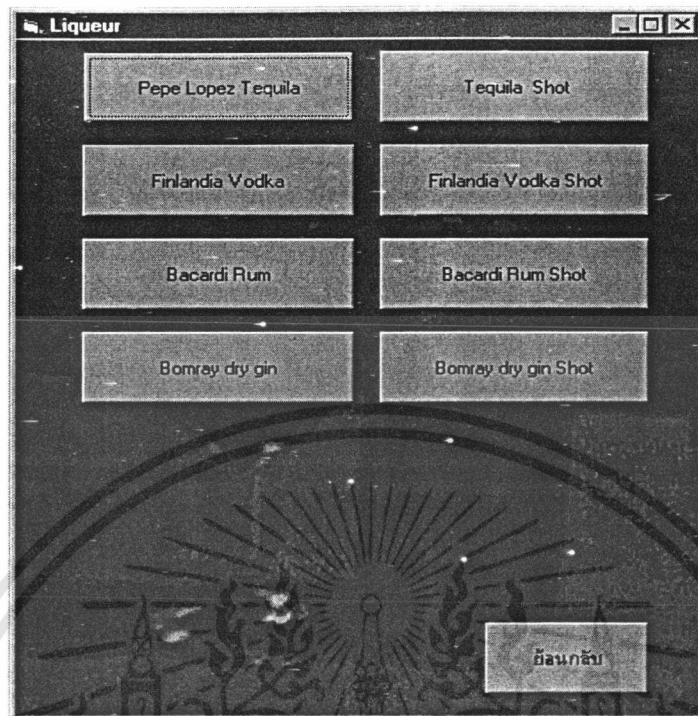 Liqueur
Pepe Lopez Tequila
Tequila Shot
Finlandia Vodka
Finlandia Vodka Shot
Bacardi Rum
Bacardi Rum Shot
Bomray dry gin
Bomray dry gin Shot
ย้อนกลับ